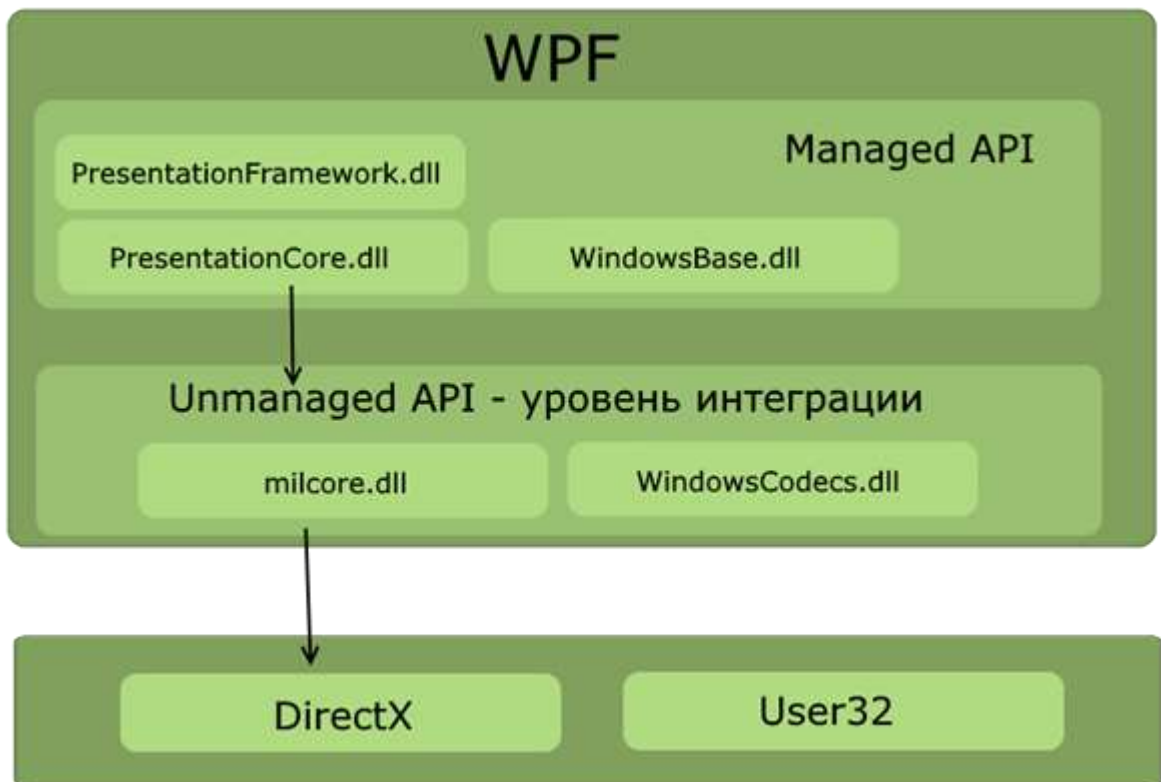 WPF
Managed API
PresentationFramework.dll
PresentationCore.dll
WindowsBase.dll
Unmanaged API - уровень интеграции
milcore.dll
WindowsCodecs.dll
DirectX
User32